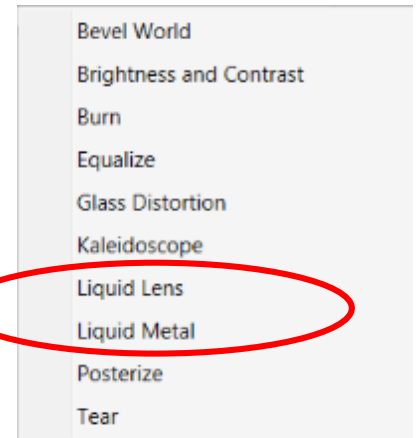 Bevel World
Brightness and Contrast
Burn
Equalize
Glass Distortion
Kaleidoscope
Liquid Lens
Liquid Metal
Posterize
Tear